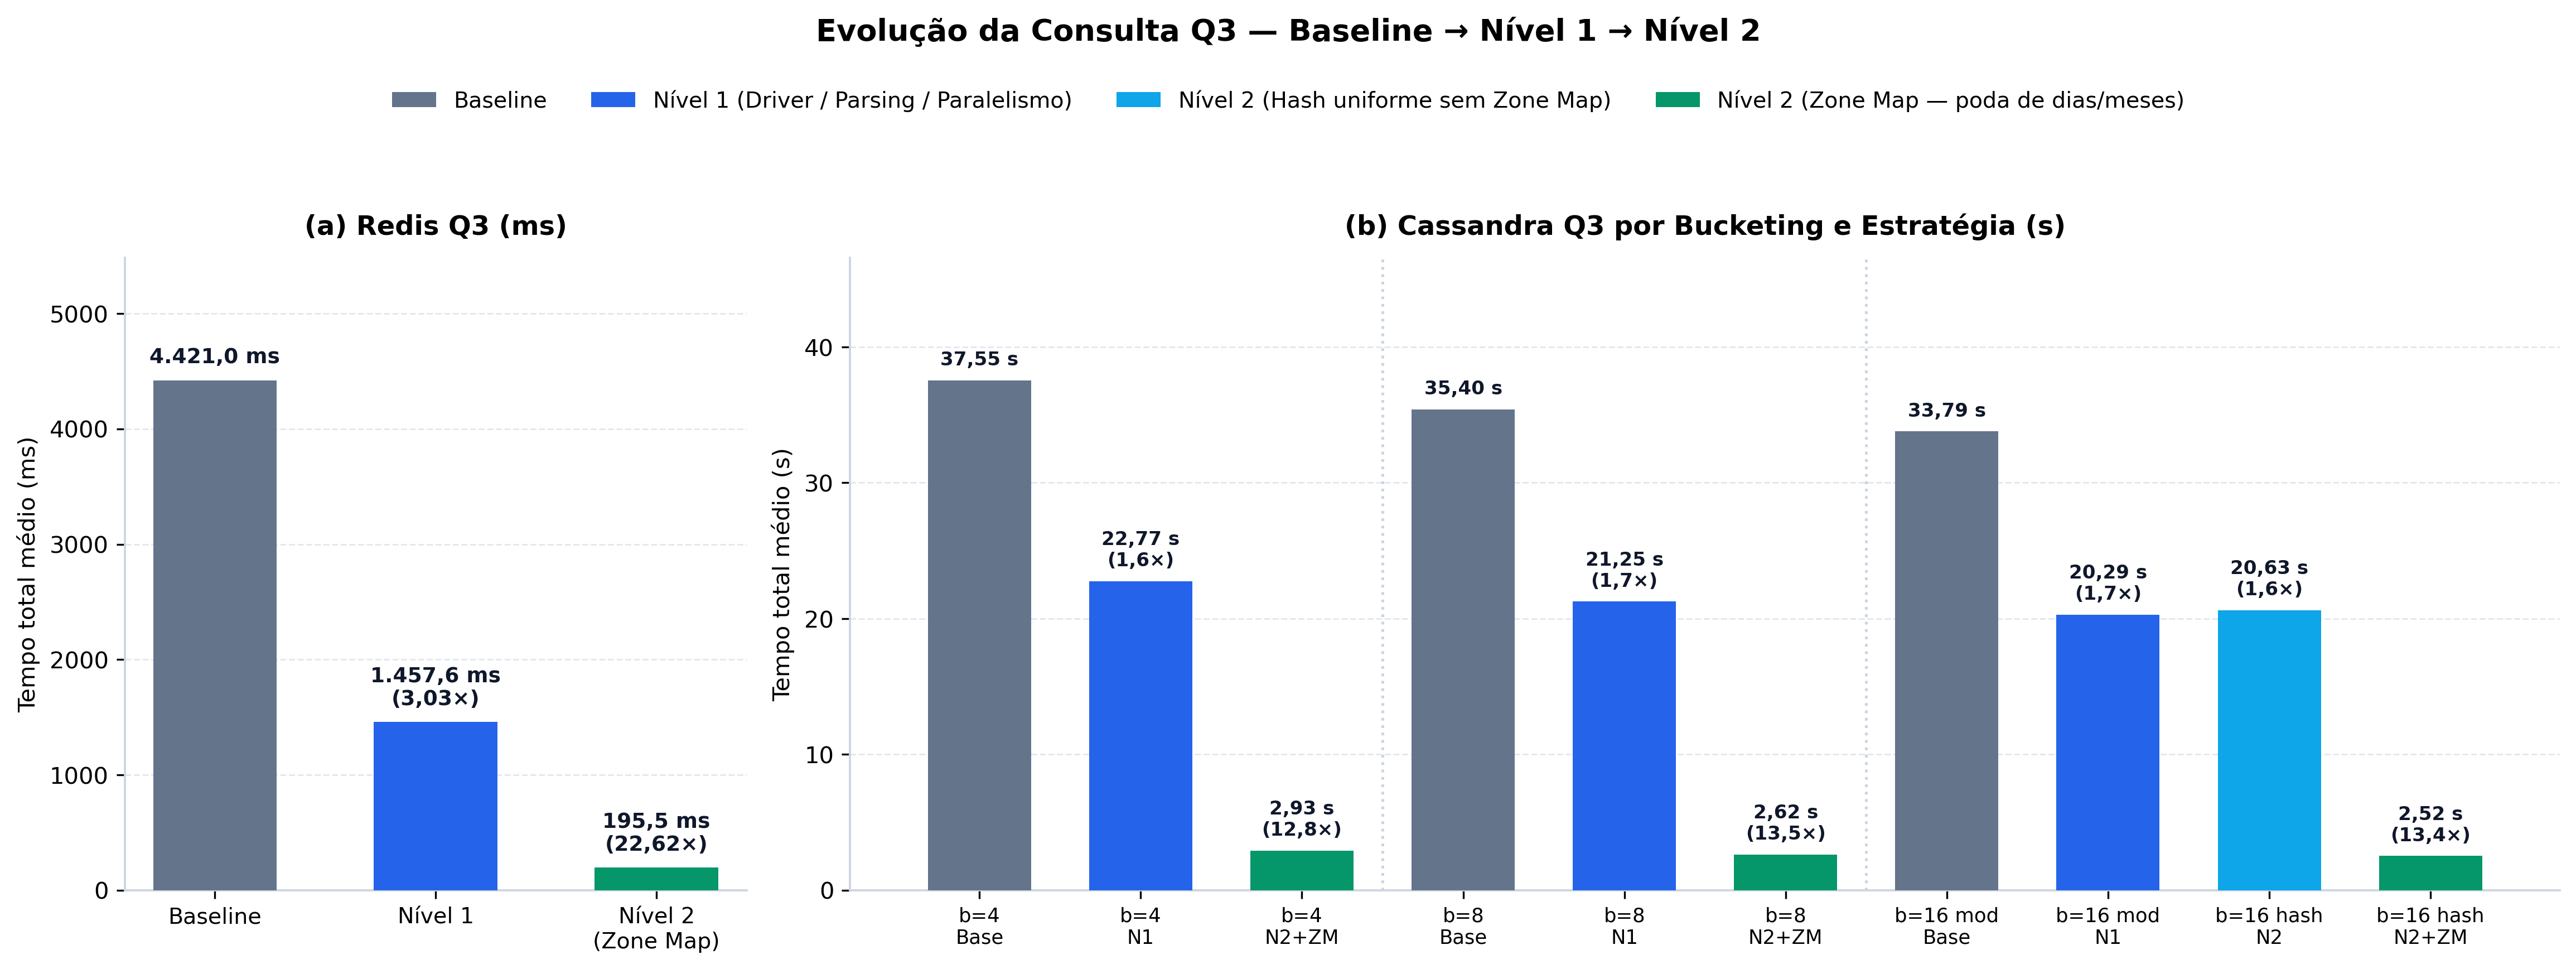 Evolução da Consulta Q3 — Baseline → Nível 1 → Nível 2
Baseline
Nível 1 (Driver / Parsing / Paralelismo)
Nível 2 (Hash uniforme sem Zone Map)
Nível 2 (Zone Map — poda de dias/meses)
(a) Redis Q3 (ms)
Tempo total médio (ms)
5000
4000
3000
2000
1000
0
4.421,0 ms
1.457,6 ms
(3,03×)
195,5 ms
(22,62×)
Baseline
Nível 1
Nível 2
(Zone Map)
(b) Cassandra Q3 por Bucketing e Estratégia (s)
Tempo total médio (s)
40
30
20
10
0
37,55 s
22,77 s
(1,6×)
2,93 s
(12,8×)
35,40 s
21,25 s
(1,7×)
2,62 s
(13,5×)
33,79 s
20,29 s
(1,7×)
20,63 s
(1,6×)
2,52 s
(13,4×)
b=4
Base
b=4
N1
b=4
N2+ZM
b=8
Base
b=8
N1
b=8
N2+ZM
b=16 mod
Base
b=16 mod
N1
b=16 hash
N2
b=16 hash
N2+ZM